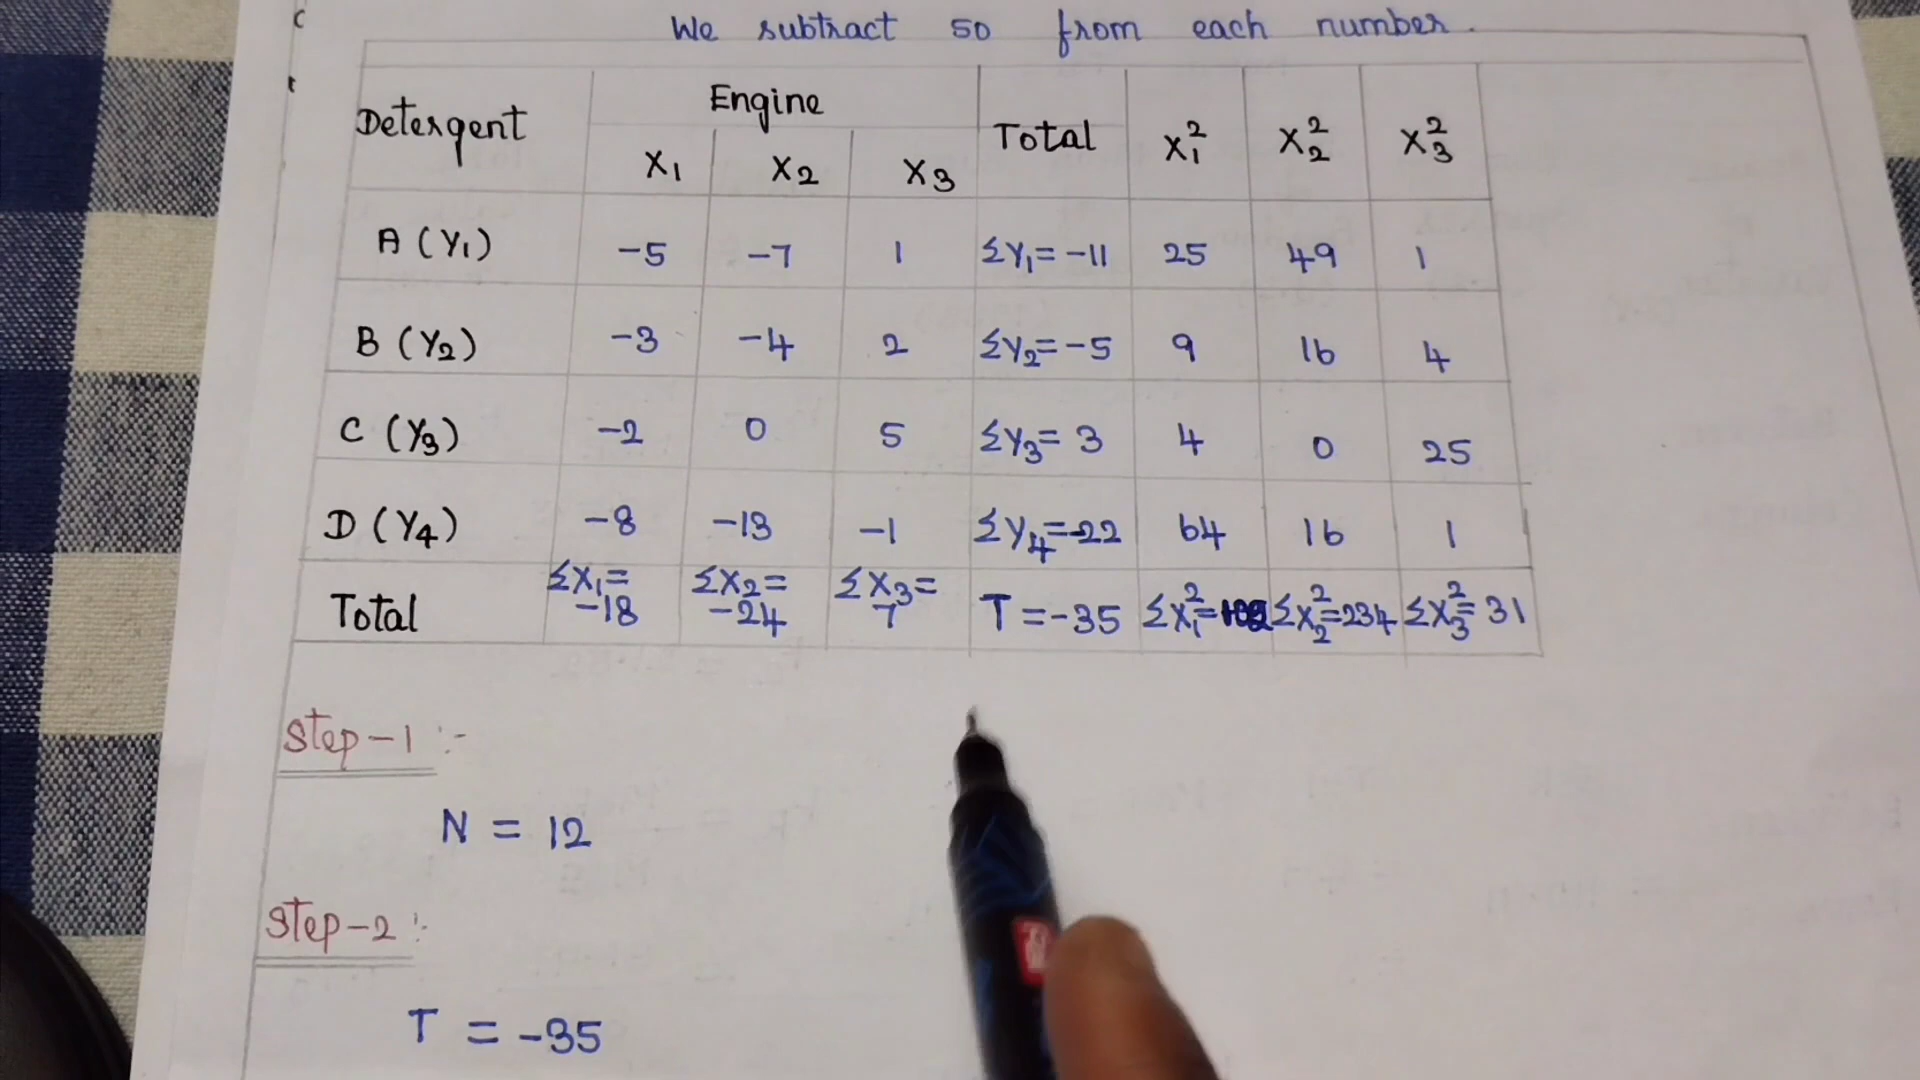 We subtract 50 from each number.
Detergent Engine Total X₁² X₂² X₃²
X₁ X₂ X₃
A (Y₁) -5 -7 1 ΣY₁= -11 25 49 1
B (Y₂) -3 -4 2 ΣY₂= -5 9 16 4
C (Y₃) -2 0 5 ΣY₃= 3 4 0 25
D (Y₄) -8 -13 -1 ΣY₄=-22 64 16 1
Total ΣX₁= -18 ΣX₂= -24 ΣX₃= 7 T = -35 ΣX₁²= ΣX₂²=234 ΣX₃²= 31
Step-1 :-
N = 12
Step-2 :-
T = -35